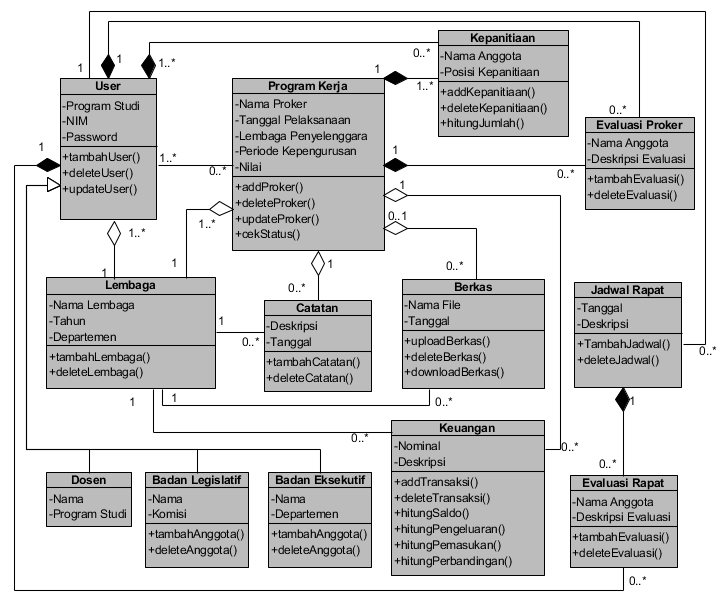 Kepanitiaan
-Nama Anggota
-Posisi Kepanitiaan
+addKepanitiaan()
+deleteKepanitiaan()
+hitungJumlah()
1
1
1..*
0..*
1
1..*
User
-Program Studi
-NIM
-Password
+tambahUser()
+deleteUser()
+updateUser()
Program Kerja
-Nama Proker
-Tanggal Pelaksanaan
-Lembaga Penyelenggara
-Periode Kepengurusan
-Nilai
+addProker()
+deleteProker()
+updateProker()
+cekStatus()
0..*
Evaluasi Proker
-Nama Anggota
-Deskripsi Evaluasi
+tambahEvaluasi()
+deleteEvaluasi()
1
1..*
0..*
1
0..*
1
0..1
1..*
1..*
1
1
1
0..*
0..*
Lembaga
-Nama Lembaga
-Tahun
-Departemen
+tambahLembaga()
+deleteLembaga()
1
0..*
Catatan
-Deskripsi
-Tanggal
+tambahCatatan()
+deleteCatatan()
Berkas
-Nama File
-Tanggal
+uploadBerkas()
+deleteBerkas()
+downloadBerkas()
Jadwal Rapat
-Tanggal
-Deskripsi
+TambahJadwal()
+deleteJadwal()
0..*
1
1
0..*
1
0..*
0..*
0..*
Keuangan
-Nominal
-Deskripsi
+addTransaksi()
+deleteTransaksi()
+hitungSaldo()
+hitungPengeluaran()
+hitungPemasukan()
+hitungPerbandingan()
Dosen
-Nama
-Program Studi
Badan Legislatif
-Nama
-Komisi
+tambahAnggota()
+deleteAnggota()
Badan Eksekutif
-Nama
-Departemen
+tambahAnggota()
+deleteAnggota()
Evaluasi Rapat
-Nama Anggota
-Deskripsi Evaluasi
+tambahEvaluasi()
+deleteEvaluasi()
0..*